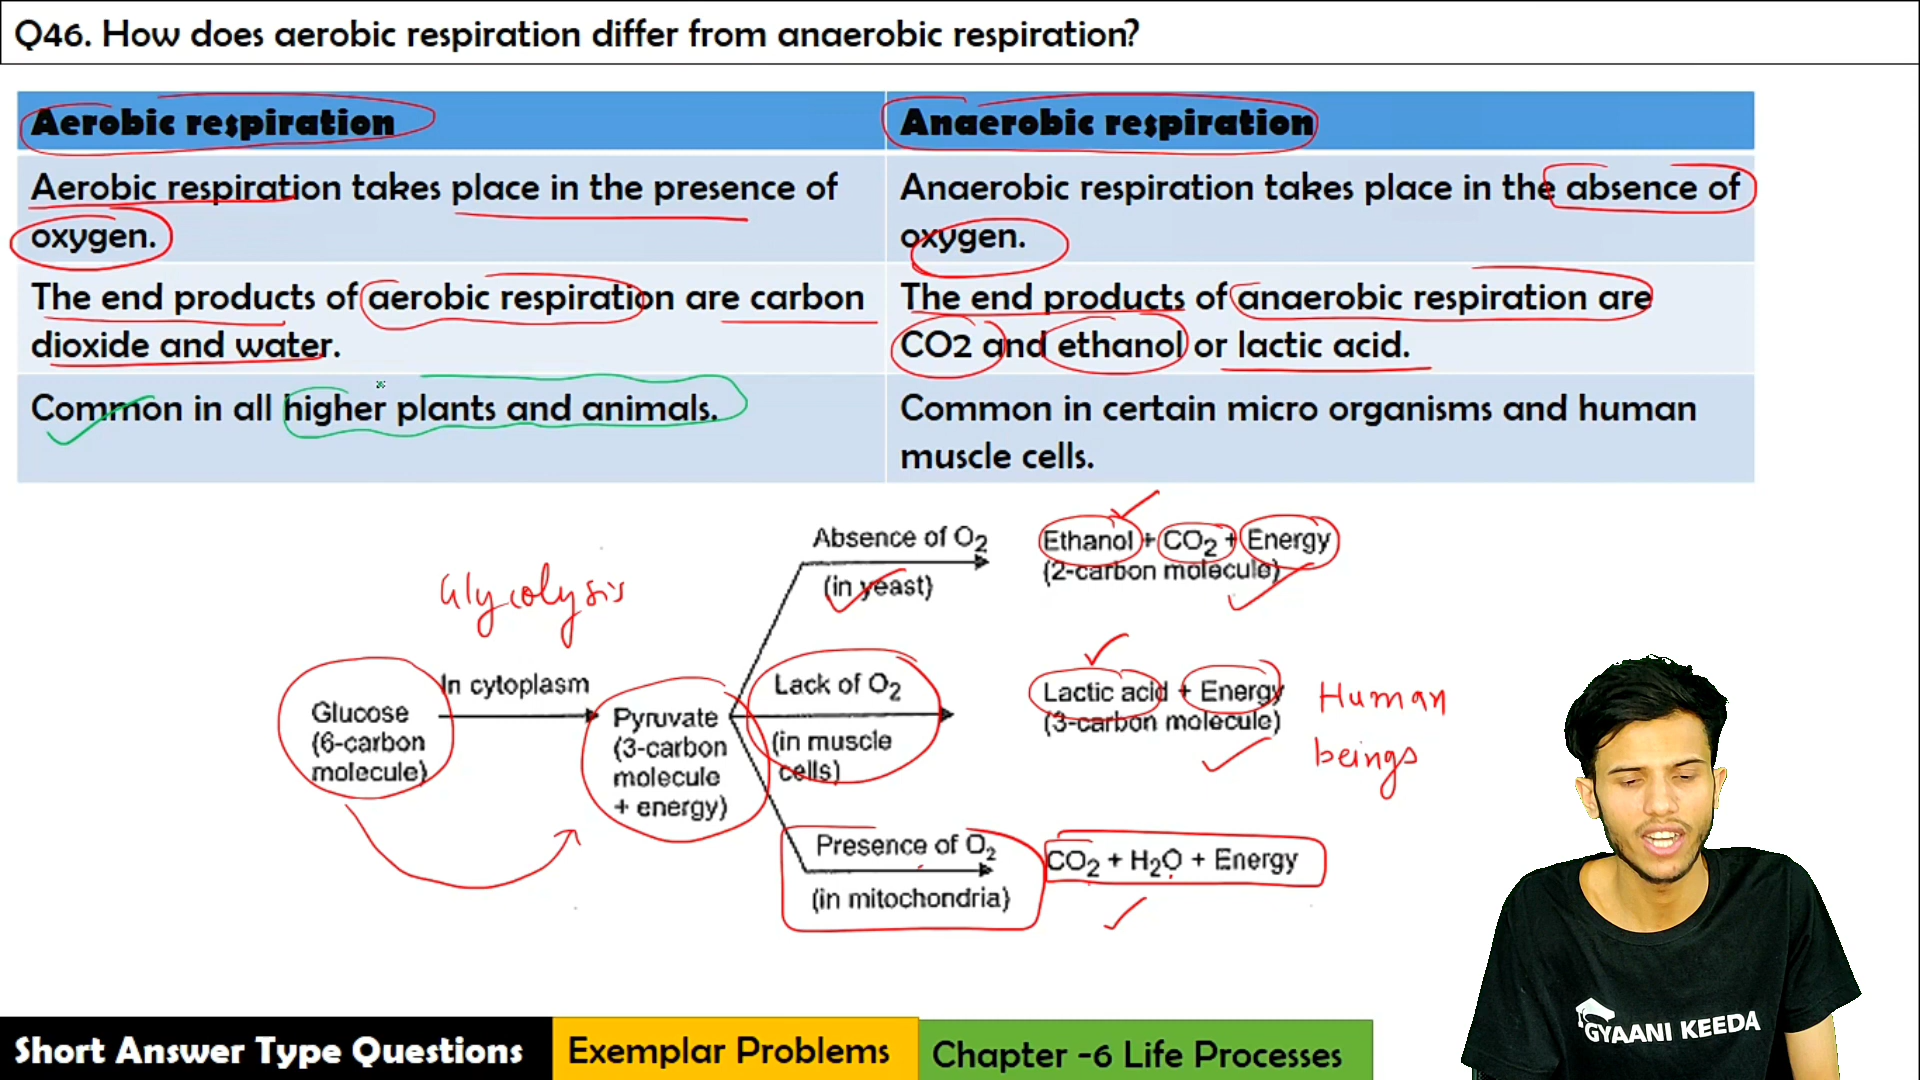 Q46. How does aerobic respiration differ from anaerobic respiration?
Aerobic respiration
Anaerobic respiration
Aerobic respiration takes place in the presence of
oxygen.
Anaerobic respiration takes place in the absence of
oxygen.
The end products of aerobic respiration are carbon
dioxide and water.
The end products of anaerobic respiration are
CO2 and ethanol or lactic acid.
Common in all higher plants and animals.
Common in certain micro organisms and human
muscle cells.
Glycolysis
Glucose
(6-carbon
molecule)
In cytoplasm
Pyruvate
(3-carbon
molecule
+ energy)
Absence of O₂
(in yeast)
Ethanol + CO₂ + Energy
(2-carbon molecule)
Lack of O₂
(in muscle
cells)
Lactic acid + Energy
(3-carbon molecule)
Human
beings
Presence of O₂
(in mitochondria)
CO₂ + H₂O + Energy
GYAANI KEEDA
Short Answer Type Questions
Exemplar Problems
Chapter -6 Life Processes